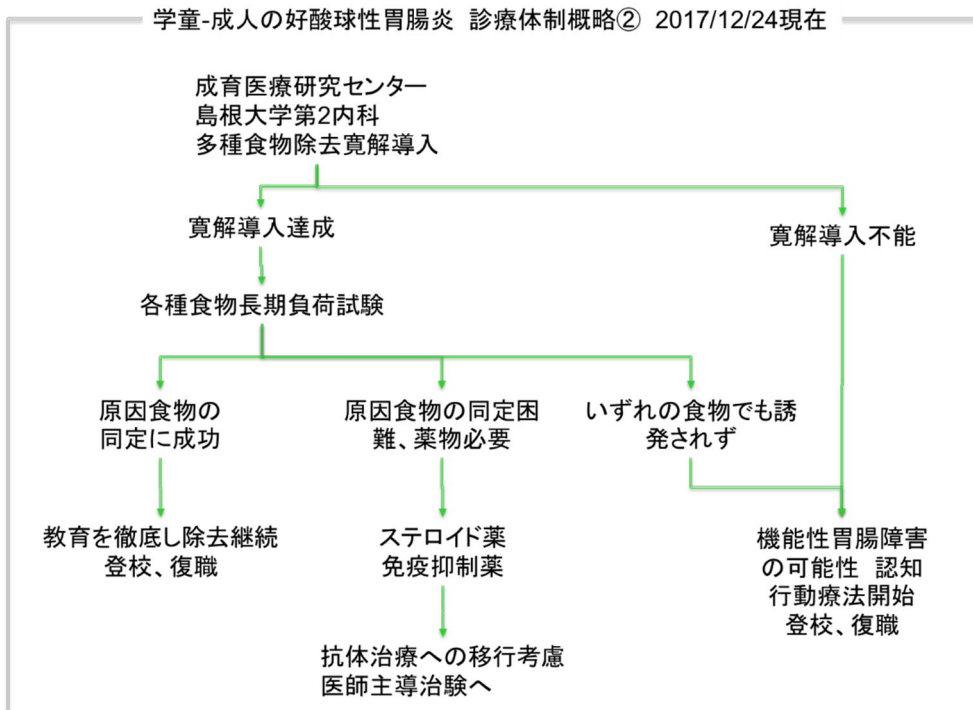 学童-成人の好酸球性胃腸炎 診療体制概略② 2017/12/24現在
成育医療研究センター
島根大学第2内科
多種食物除去寛解導入
寛解導入達成
寛解導入不能
各種食物長期負荷試験
原因食物の
同定に成功
原因食物の同定困
難、薬物必要
いずれの食物でも誘
発されず
教育を徹底し除去継続
登校、復職
ステロイド薬
免疫抑制薬
機能性胃腸障害
の可能性 認知
行動療法開始
登校、復職
抗体治療への移行考慮
医師主導治験へ